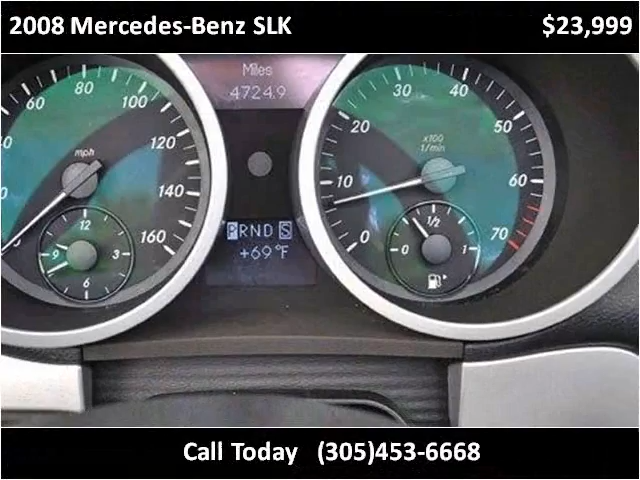 2008 Mercedes-Benz SLK $23,999
Miles
4724.9
60 80 100 120 140 160
mph
12 3 6 9
PRND S
+69°F
0 10 20 30 40 50 60 70
x100
1/min
0 1/2 1
Call Today (305)453-6668